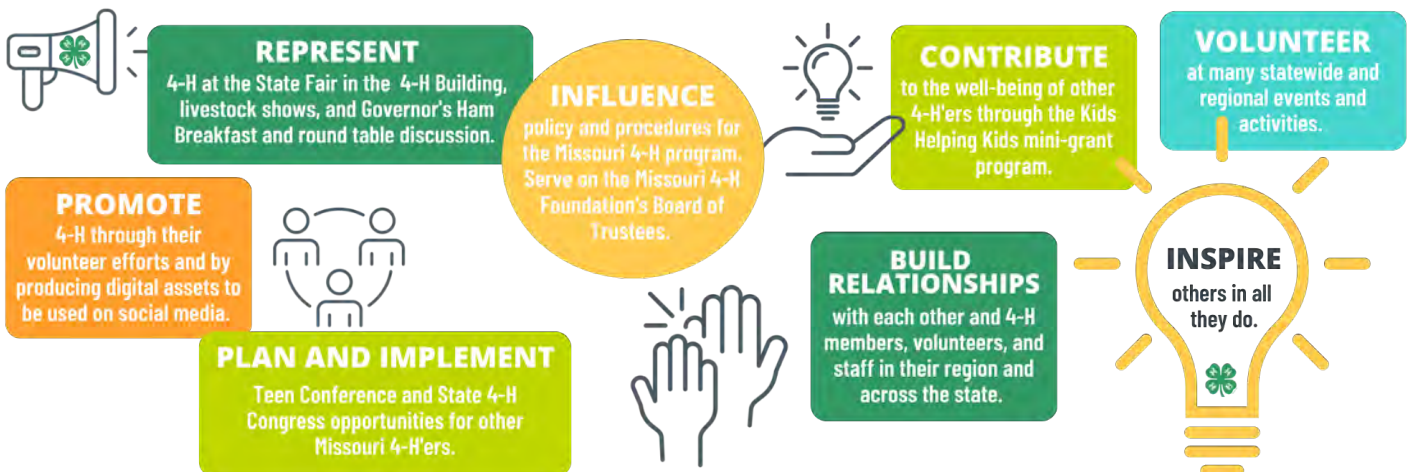 REPRESENT
4-H at the State Fair in the 4-H Building,
livestock shows, and Governor's Ham
Breakfast and round table discussion.
INFLUENCE
policy and procedures for
the Missouri 4-H program.
Serve on the Missouri 4-H
Foundation's Board of
Trustees.
CONTRIBUTE
to the well-being of other
4-H'ers through the Kids
Helping Kids mini-grant
program.
VOLUNTEER
at many statewide and
regional events and
activities.
PROMOTE
4-H through their
volunteer efforts and by
producing digital assets to
be used on social media.
PLAN AND IMPLEMENT
Teen Conference and State 4-H
Congress opportunities for other
Missouri 4-H'ers.
BUILD
RELATIONSHIPS
with each other and 4-H
members, volunteers, and
staff in their region and
across the state.
INSPIRE
others in all
they do.